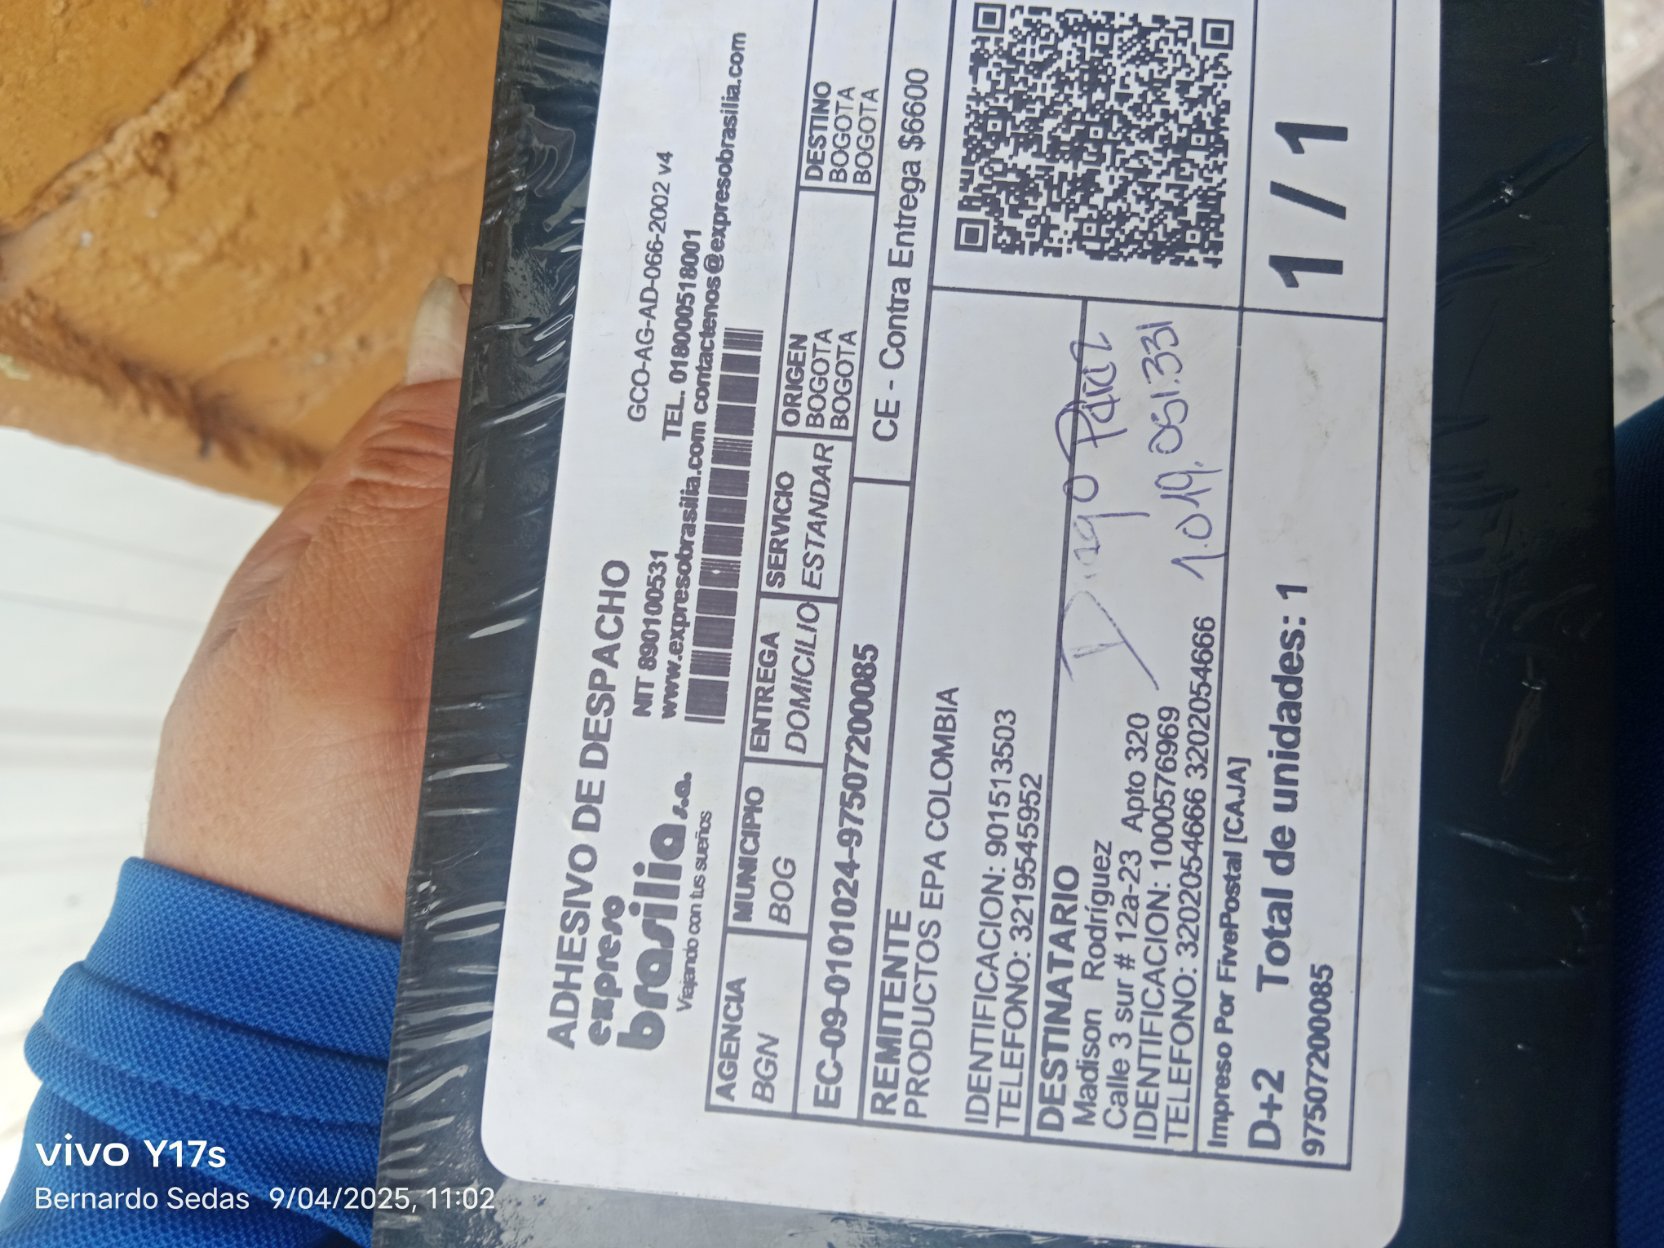 ADHESIVO DE DESPACHO
GCO-AG-AD-066-2002 v4
expreso
brasilia s.a.
Viajando con tus sueños
NIT 890100531
TEL. 018000518001
www.expresobrasilia.com contactenos@expresobrasilia.com
AGENCIA MUNICIPIO ENTREGA SERVICIO ORIGEN DESTINO
BGN BOG DOMICILIO ESTANDAR BOGOTA BOGOTA
BOGOTA BOGOTA
EC-09-0101024-9750720085
CE - Contra Entrega $6600
REMITENTE
PRODUCTOS EPA COLOMBIA
IDENTIFICACION: 9015135503
TELEFONO: 3219545952
DESTINATARIO
Madison Rodríguez
Calle 3 sur # 12a-23 Apto 320
IDENTIFICACION: 1000576969
TELEFONO: 3202054666 3202054666
1.019.051.331
Impreso Por FivePostal [CAJA]
D+2 Total de unidades: 1
97507200085
1 / 1
vivo Y17s
Bernardo Sedas 9/04/2025, 11:02